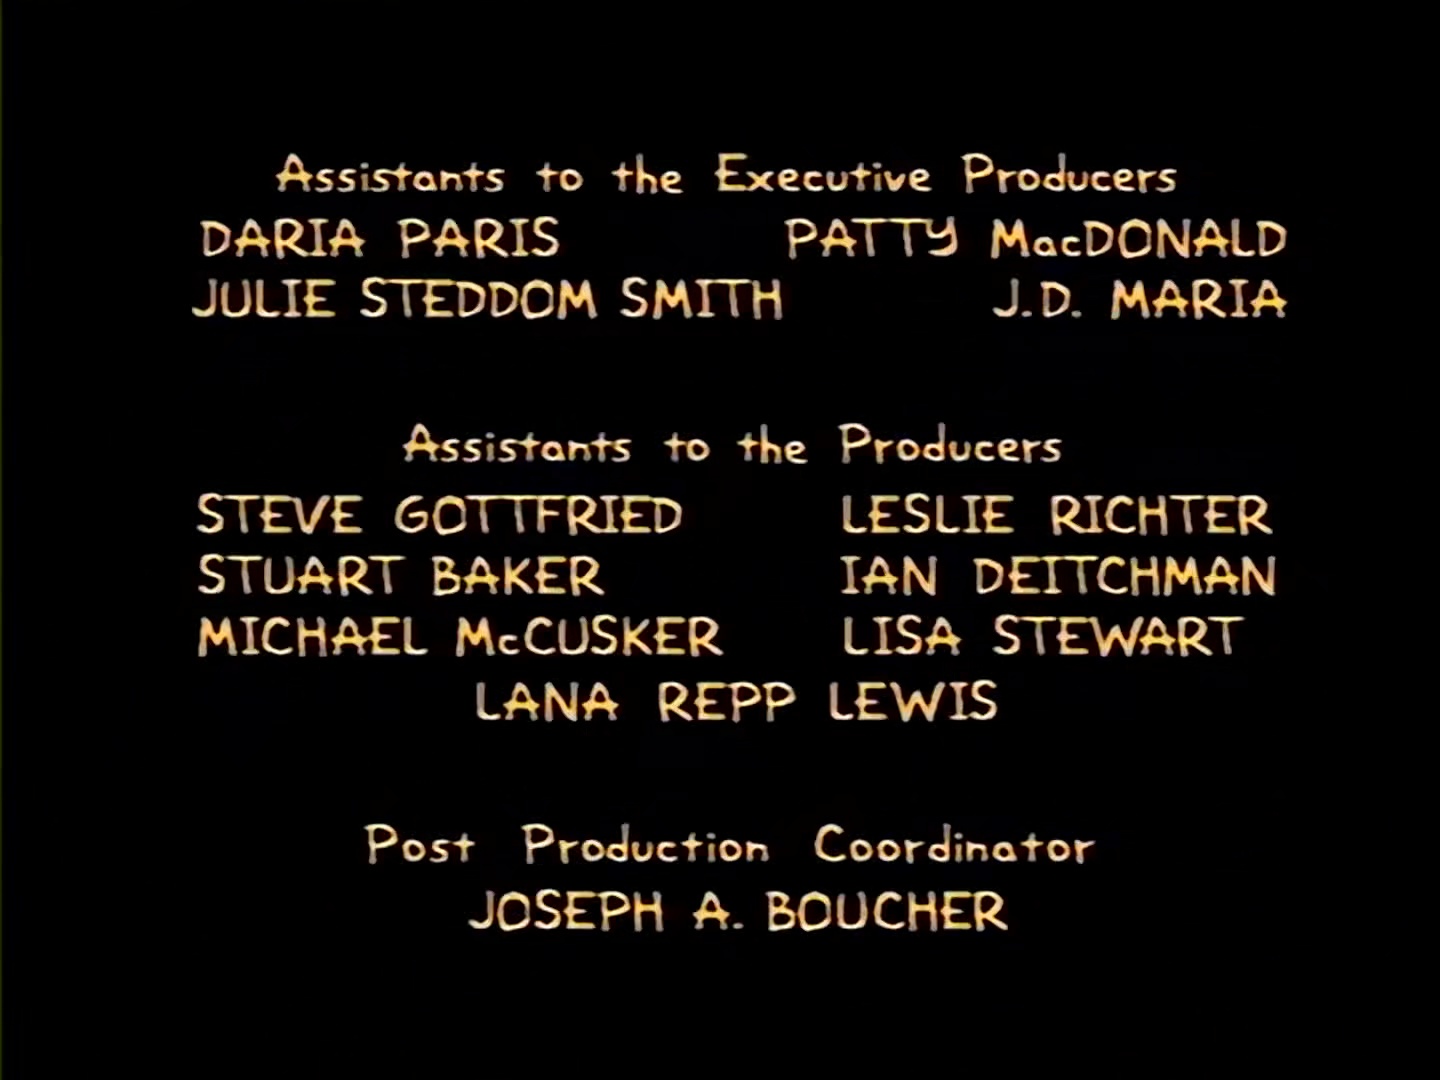 Assistants to the Executive Producers
DARIA PARIS PATTY MacDONALD
JULIE STEDDOM SMITH J.D. MARIA
Assistants to the Producers
STEVE GOTTFRIED LESLIE RICHTER
STUART BAKER IAN DEITCHMAN
MICHAEL McCUSKER LISA STEWART
LANA REPP LEWIS
Post Production Coordinator
JOSEPH A. BOUCHER